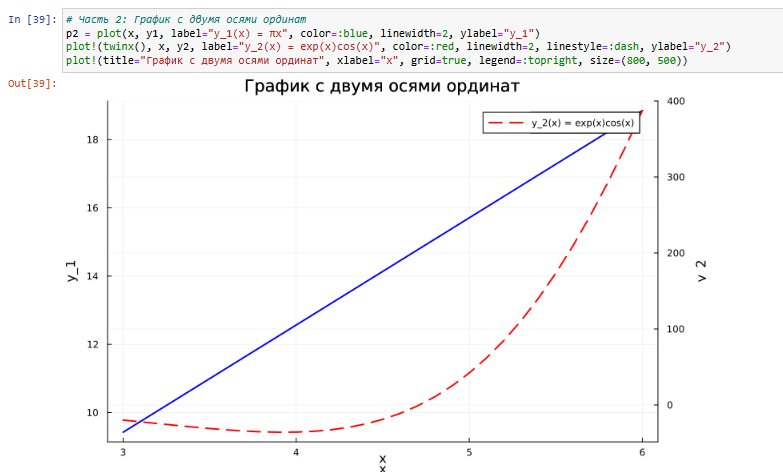 In [39]: # Часть 2: График с двумя осями ординат
p2 = plot(x, y1, label="y_1(x) = πx", color=:blue, linewidth=2, ylabel="y_1")
plot!(twinx(), x, y2, label="y_2(x) = exp(x)cos(x)", color=:red, linewidth=2, linestyle=:dash, ylabel="y_2")
plot!(title="График с двумя осями ординат", xlabel="x", grid=true, legend=:topright, size=(800, 500))
Out[39]:
График с двумя осями ординат
y_2(x) = exp(x)cos(x)
18
16
14
12
10
y_1
400
300
200
100
0
y_2
3 4 5 6
x
x